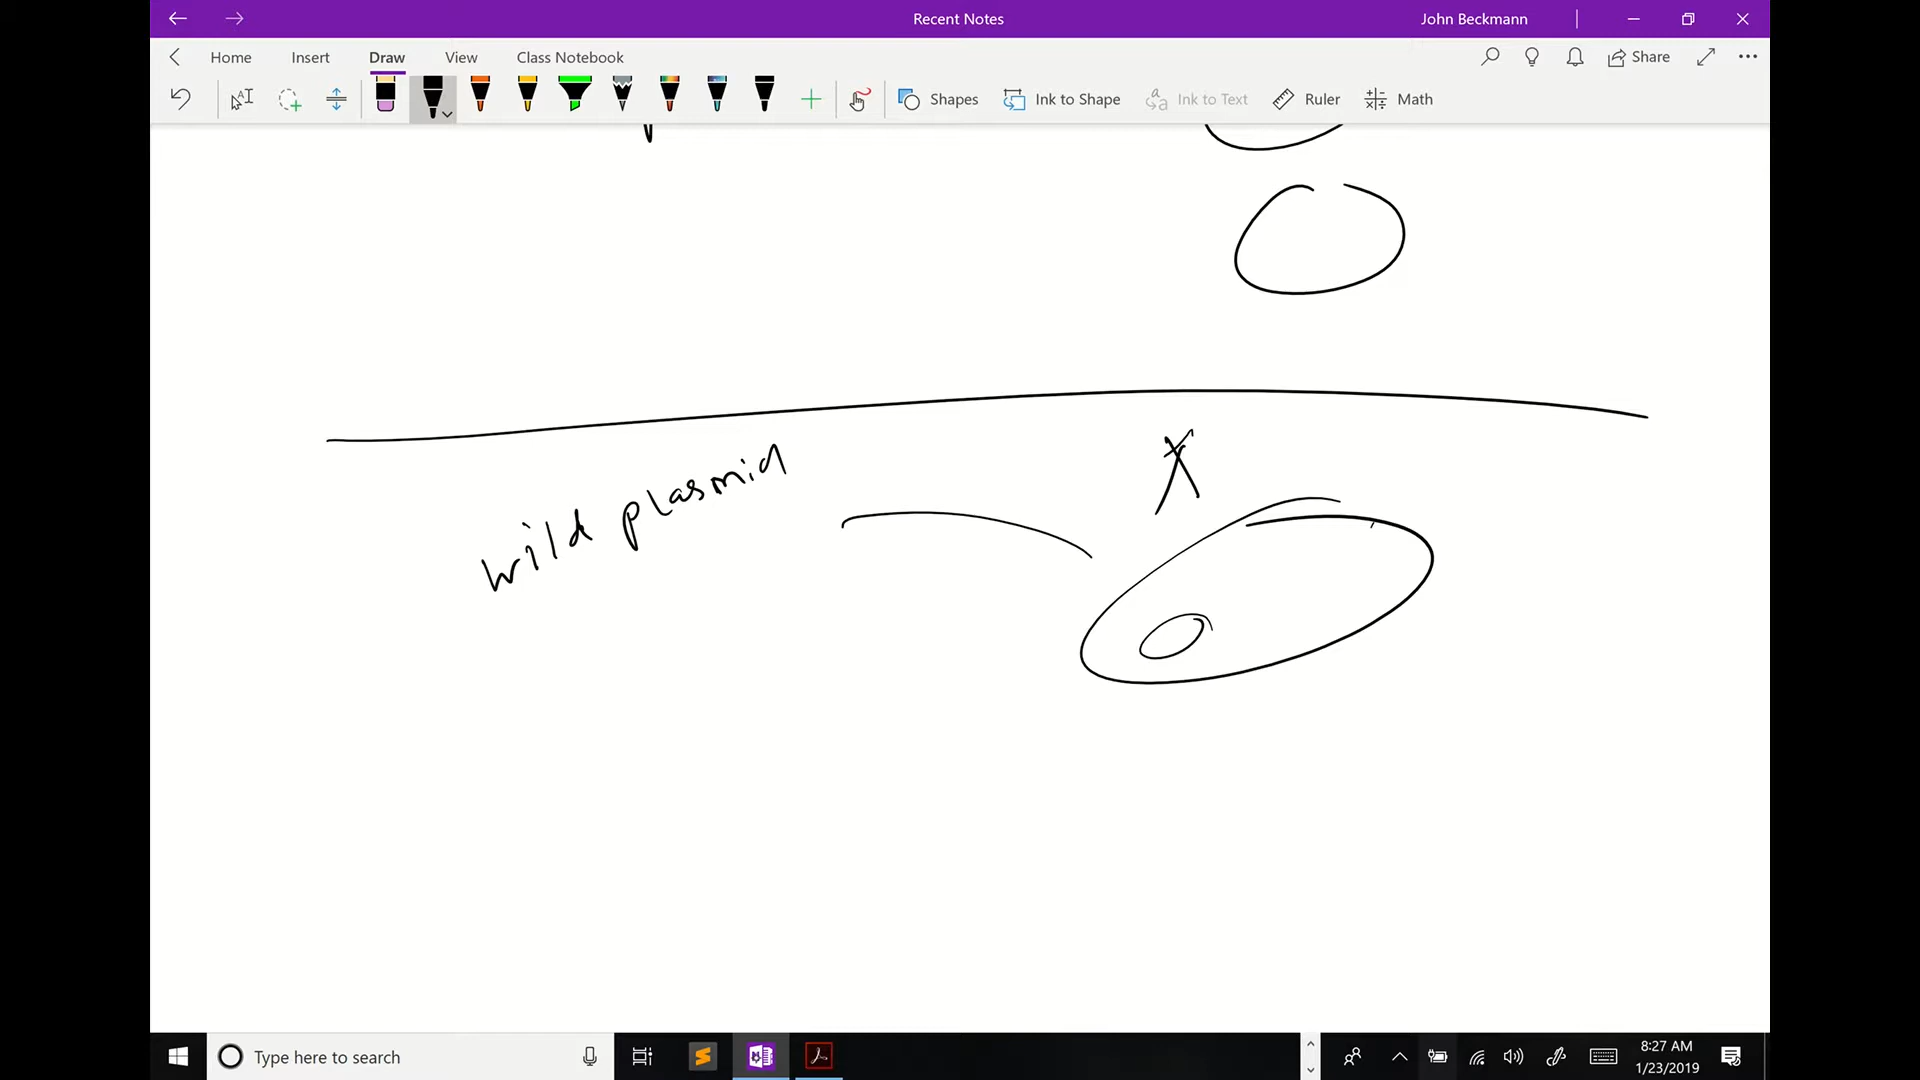 Recent Notes
John Beckmann
Home Insert Draw View Class Notebook
Share
Shapes Ink to Shape Ink to Text Ruler Math
wild plasmid
Type here to search
8:27 AM
1/23/2019